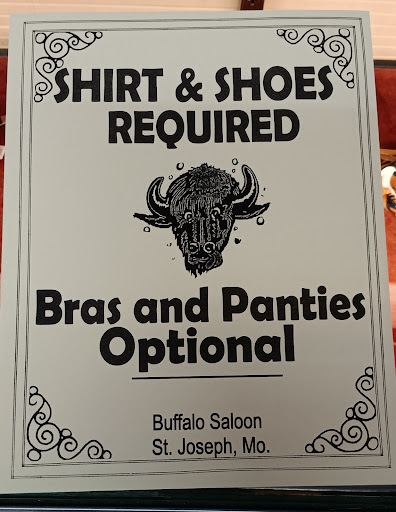 SHIRT & SHOES
REQUIRED
Bras and Panties
Optional
Buffalo Saloon
St. Joseph, Mo.